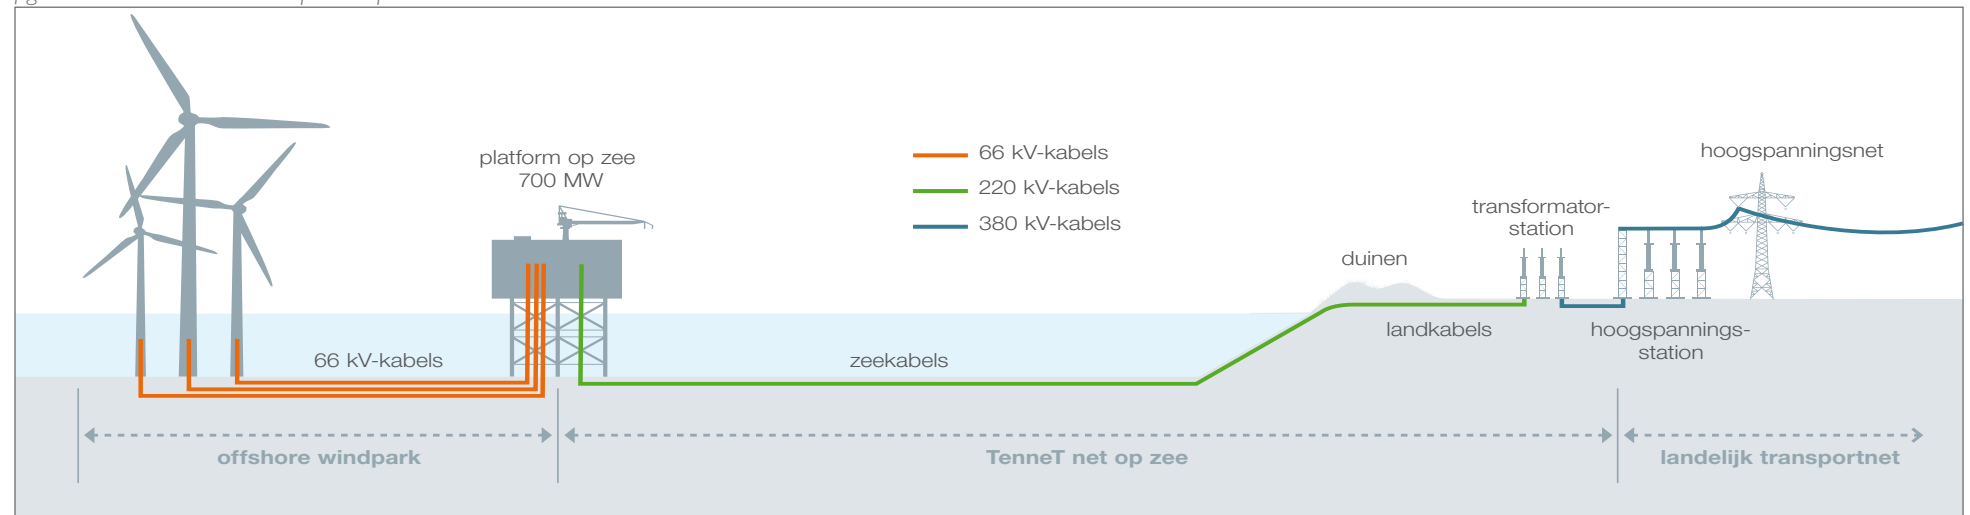 platform op zee
700 MW
66 kV-kabels
220 kV-kabels
380 kV-kabels
hoogspanningsnet
transformator-
station
duinen
66 kV-kabels
zeekabels
landkabels
hoogspannings-
station
offshore windpark
TenneT net op zee
landelijk transportnet